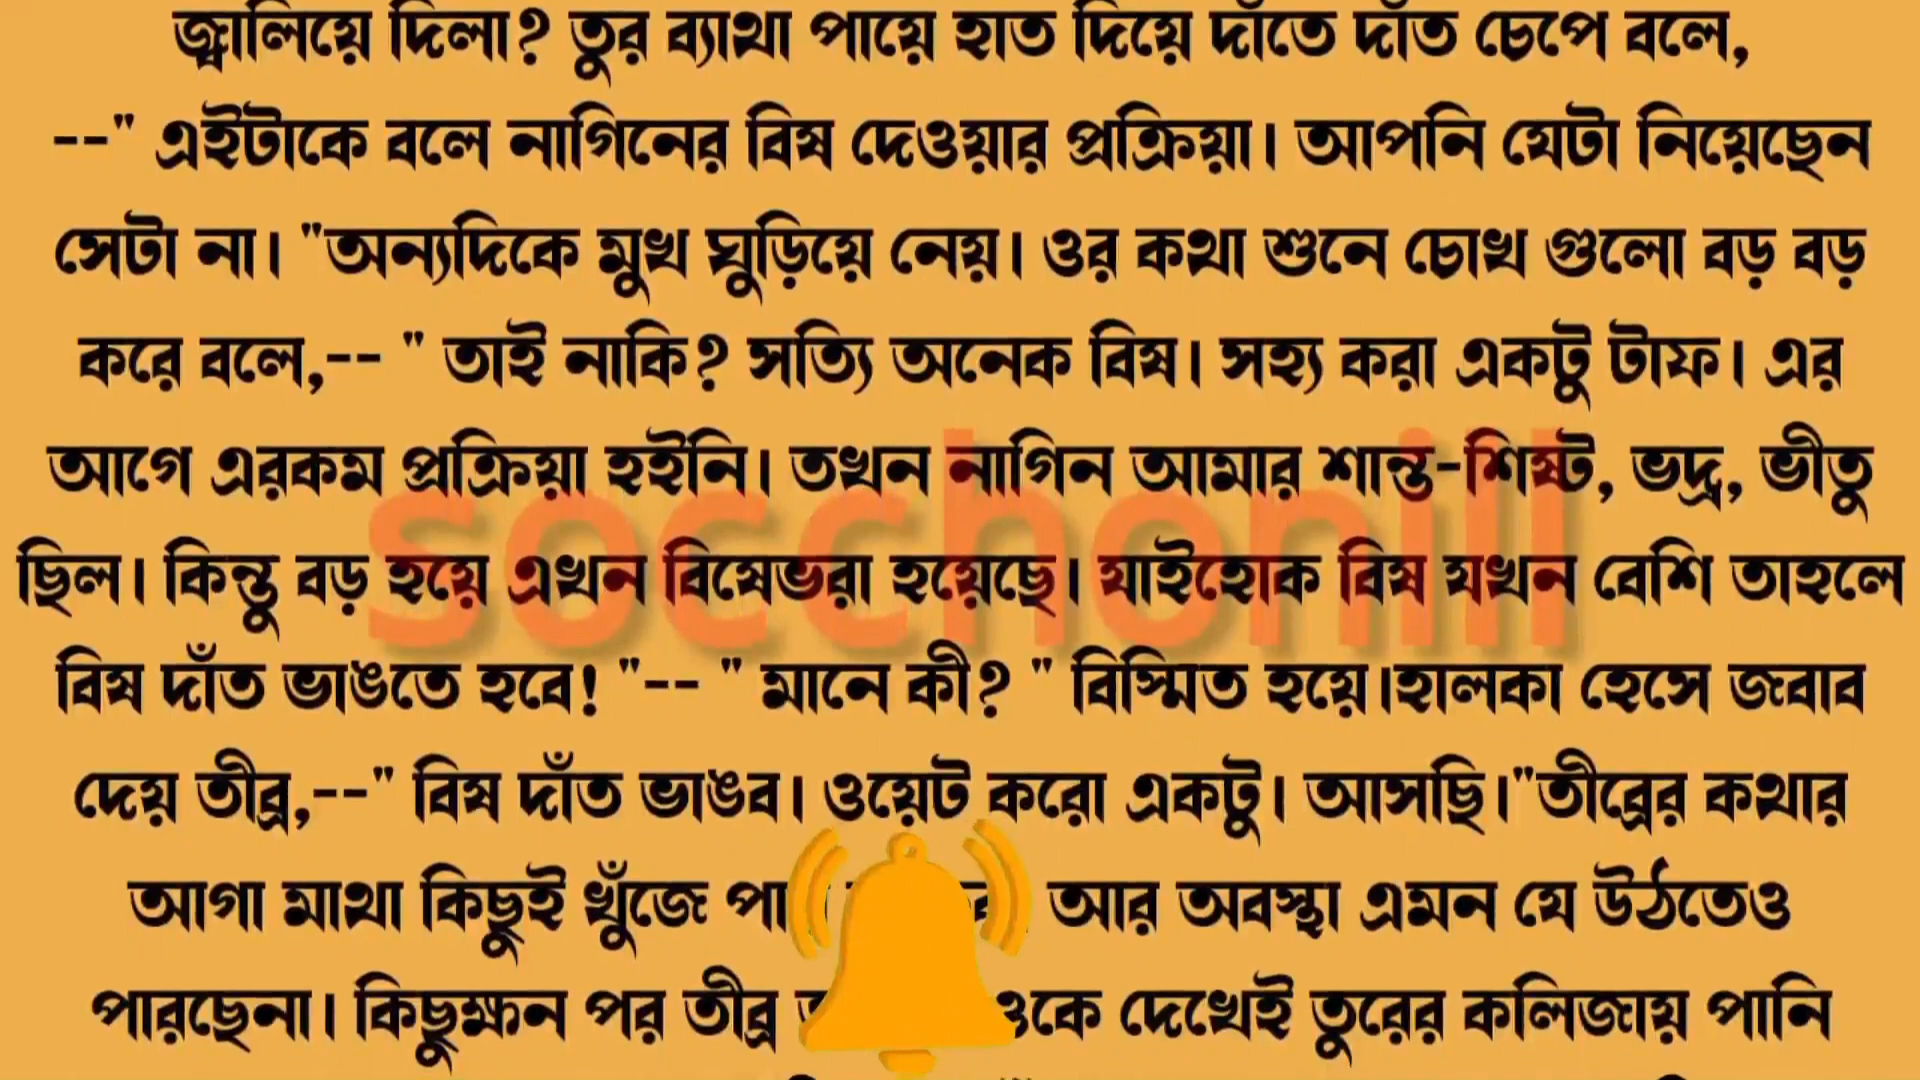 জ্বালিয়ে দিলা? তুর ব্যাথা পায়ে হাত দিয়ে দাঁতে দাঁত চেপে বলে,
--" এইটাকে বলে নাগিনের বিষ দেওয়ার প্রক্রিয়া। আপনি যেটা নিয়েছেন
সেটা না। "অন্যদিকে মুখ ঘুড়িয়ে নেয়। ওর কথা শুনে চোখ গুলো বড় বড়
করে বলে,-- " তাই নাকি? সত্যি অনেক বিষ। সহ্য করা একটু টাফ। এর
আগে এরকম প্রক্রিয়া হইনি। তখন নাগিন আমার শান্ত-শিষ্ট, ভদ্র, ভীতু
socchonill
ছিল। কিন্তু বড় হয়ে এখন বিষেভরা হয়েছে। যাইহোক বিষ যখন বেশি তাহলে
বিষ দাঁত ভাঙতে হবে! "-- " মানে কী? " বিস্মিত হয়ে।হালকা হেসে জবাব
দেয় তীব্র,--" বিষ দাঁত ভাঙব। ওয়েট করো একটু। আসছি।"তীব্রের কথার
আগা মাথা কিছুই খুঁজে আর অবস্থা এমন যে উঠতেও
পারছেনা। কিছুক্ষন পর তীব্র ওকে দেখেই তুরের কলিজায় পানি